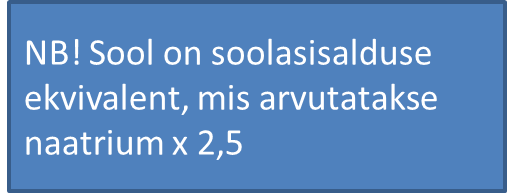 NB! Sool on soolasisalduse
ekvivalent, mis arvutatakse
naatrium x 2,5